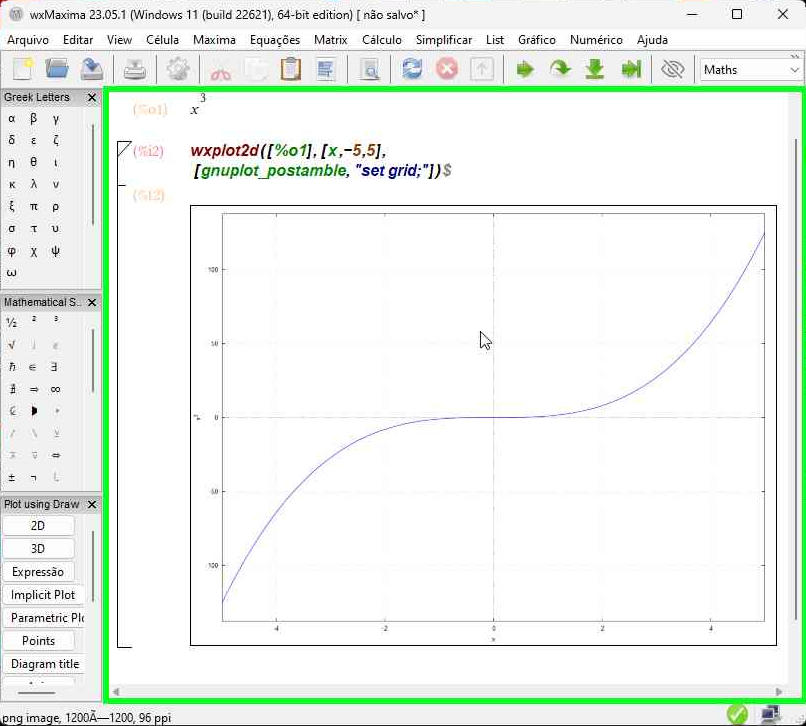 wxMaxima 23.05.1 (Windows 11 (build 22621), 64-bit edition) [ não salvo* ]
Arquivo Editar View Célula Maxima Equações Matrix Cálculo Simplificar List Gráfico Numérico Ajuda
Maths
Greek Letters
α β γ
δ ε ζ
η θ ι
κ λ ν
ξ π ρ
σ τ υ
φ χ ψ
ω
Mathematical S..
½ ² ³
√
ħ ∈ ∃
∄ ⇒ ∞
⇔
± ¬
Plot using Draw
2D
3D
Expressão
Implicit Plot
Parametric Plo
Points
Diagram title
(%o1) x³
(%i2) wxplot2d([%o1], [x,−5,5],
[gnuplot_postamble, "set grid;"])$
(%t2)
100
50
0
-50
-100
-4 -2 0 2 4
x
png image, 1200Ã—1200, 96 ppi